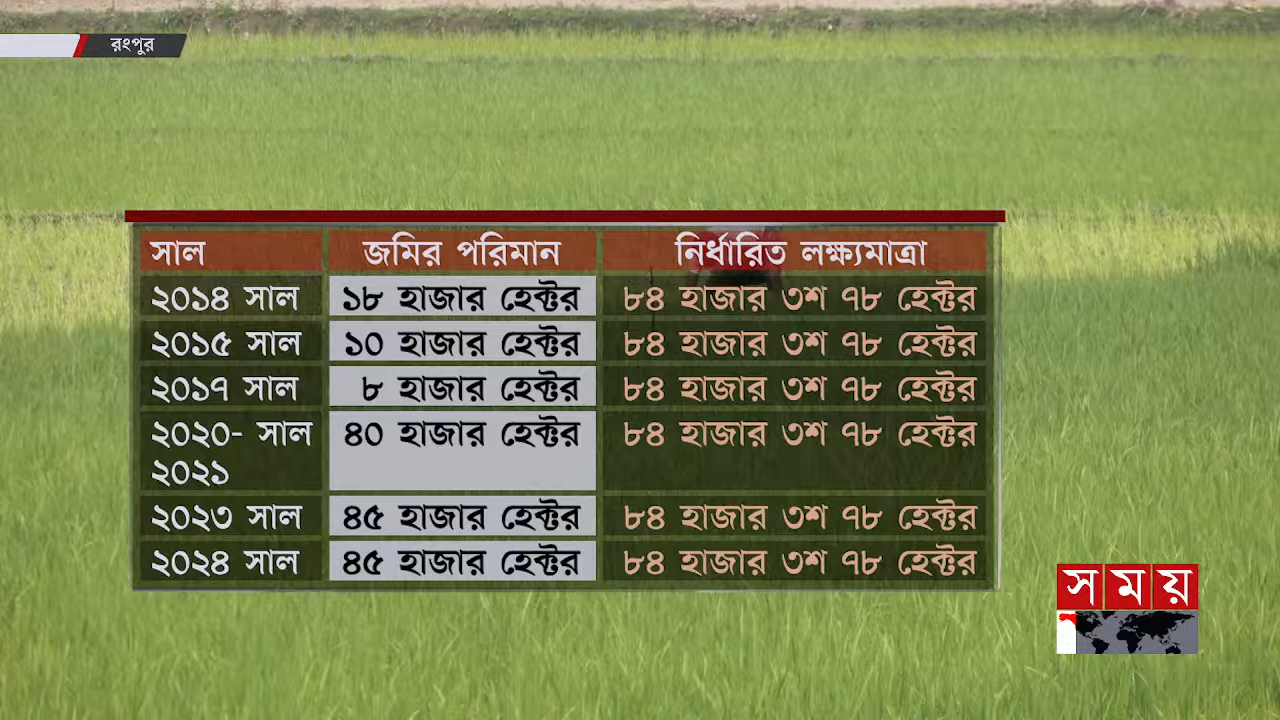 রংপুর
সাল জমির পরিমান নির্ধারিত লক্ষ্যমাত্রা
২০১৪ সাল ১৮ হাজার হেক্টর ৮৪ হাজার ৩শ ৭৮ হেক্টর
২০১৫ সাল ১০ হাজার হেক্টর ৮৪ হাজার ৩শ ৭৮ হেক্টর
২০১৭ সাল ৮ হাজার হেক্টর ৮৪ হাজার ৩শ ৭৮ হেক্টর
২০২০- সাল ৪০ হাজার হেক্টর ৮৪ হাজার ৩শ ৭৮ হেক্টর
২০২১
২০২৩ সাল ৪৫ হাজার হেক্টর ৮৪ হাজার ৩শ ৭৮ হেক্টর
২০২৪ সাল ৪৫ হাজার হেক্টর ৮৪ হাজার ৩শ ৭৮ হেক্টর
সময়